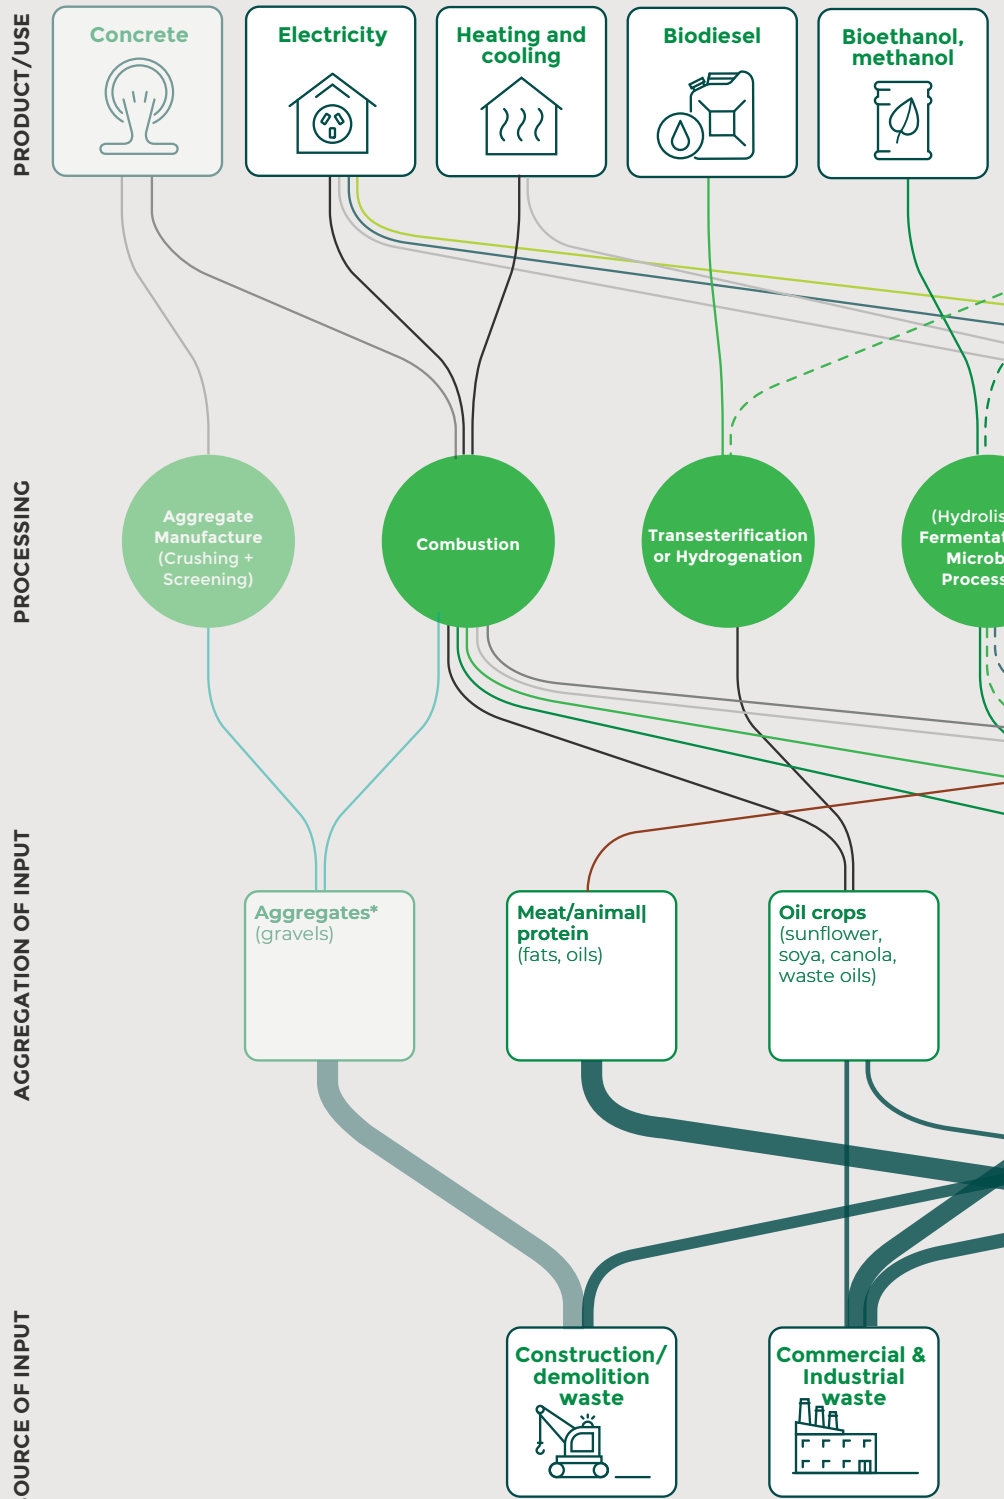 PRODUCT/USE
Concrete
Electricity
Heating and
cooling
Biodiesel
Bioethanol,
methanol
PROCESSING
Aggregate
Manufacture
(Crushing +
Screening)
Combustion
Transesterification
or Hydrogenation
(Hydrolis
Fermentat
Microb
Process
AGGREGATION OF INPUT
Aggregates*
(gravels)
Meat/animal|
protein
(fats, oils)
Oil crops
(sunflower,
soya, canola,
waste oils)
OURCE OF INPUT
Construction/
demolition
waste
Commercial &
Industrial
waste